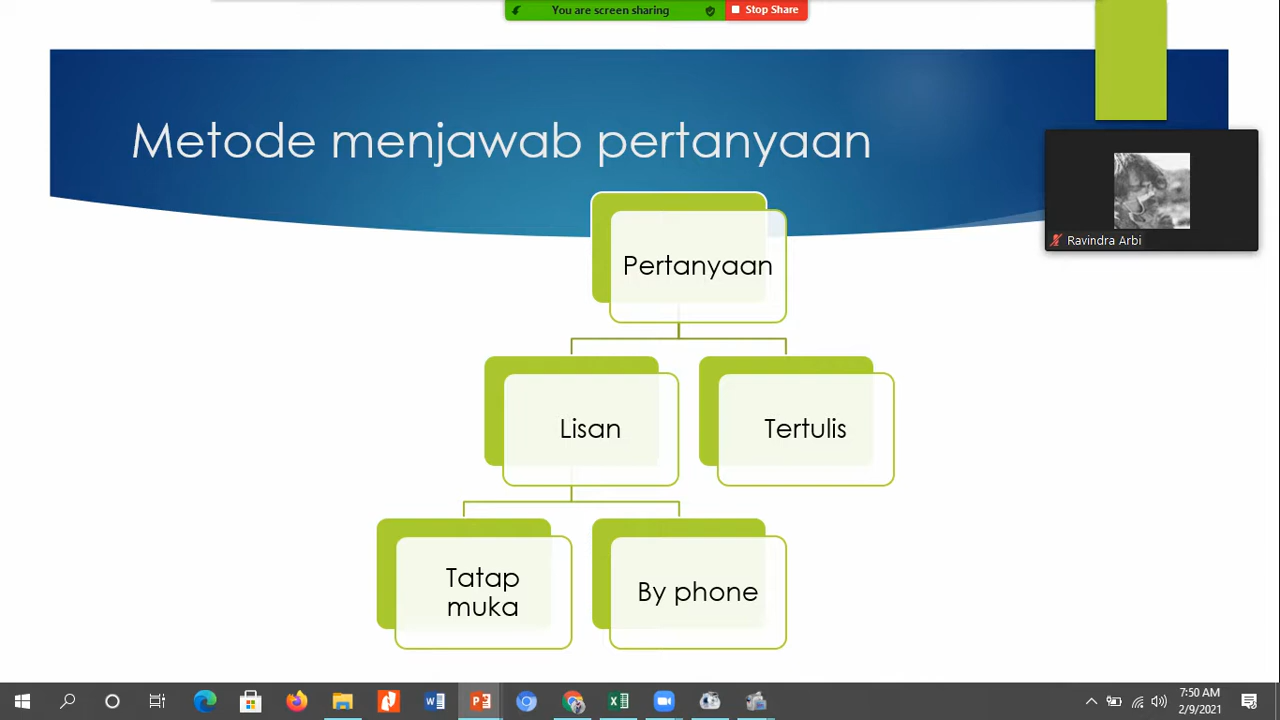 You are screen sharing
Stop Share
Metode menjawab pertanyaan
Ravindra Arbi
Pertanyaan
Lisan
Tertulis
Tatap
muka
By phone
7:50 AM
2/9/2021